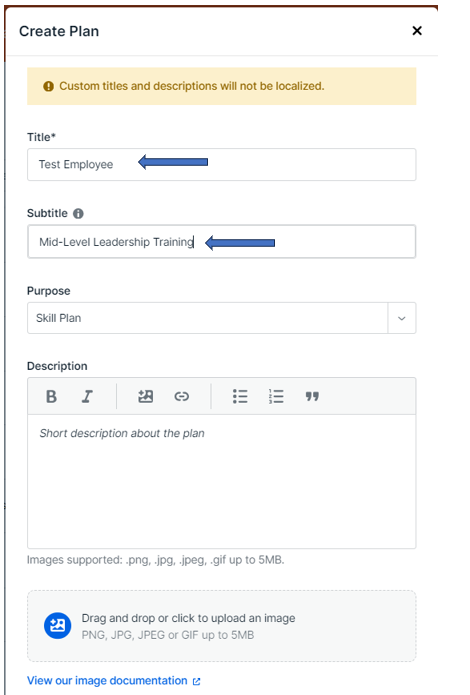 Create Plan
Custom titles and descriptions will not be localized.
Title*
Test Employee
Subtitle
Mid-Level Leadership Training
Purpose
Skill Plan
Description
Short description about the plan
Images supported: .png, .jpg, .jpeg, .gif up to 5MB.
Drag and drop or click to upload an image
PNG, JPG, JPEG or GIF up to 5MB
View our image documentation